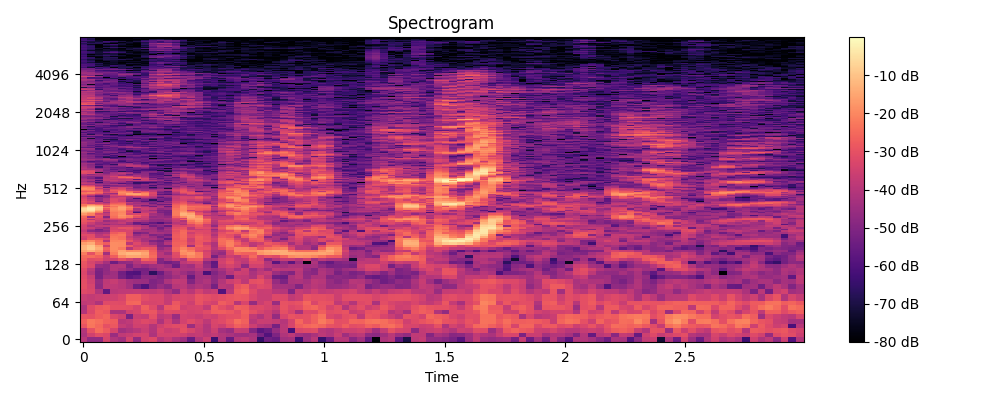 Spectrogram
Hz
4096
2048
1024
512
256
128
64
0
0
0.5
1
1.5
2
2.5
Time
-10 dB
-20 dB
-30 dB
-40 dB
-50 dB
-60 dB
-70 dB
-80 dB